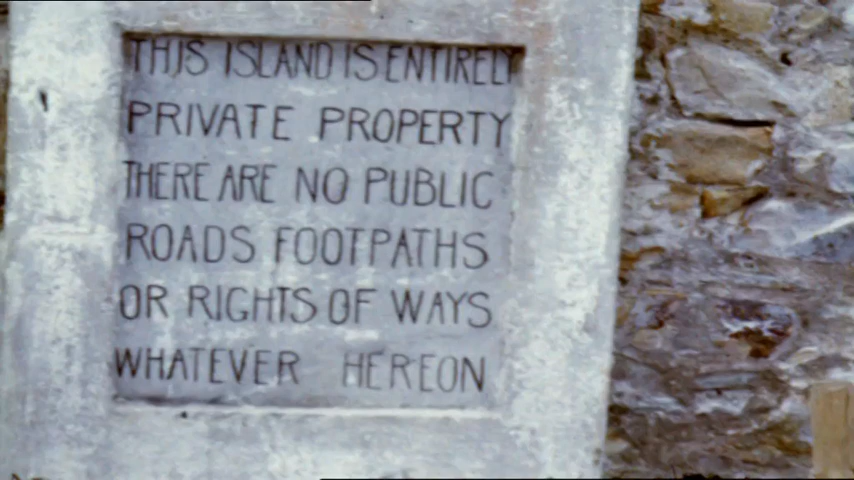 THIS ISLAND IS ENTIRELY
PRIVATE PROPERTY
THERE ARE NO PUBLIC
ROADS FOOTPATHS
OR RIGHTS OF WAYS
WHATEVER HEREON